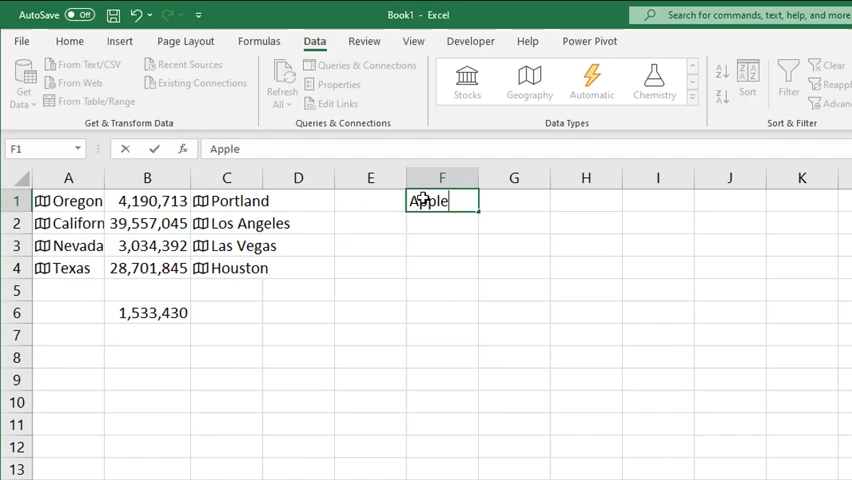 AutoSave Off Book1 - Excel Search for commands, text, help, and more
File Home Insert Page Layout Formulas Data Review View Developer Help Power Pivot
Get Data
From Text/CSV
From Web
From Table/Range
Recent Sources
Existing Connections
Get & Transform Data
Refresh All
Queries & Connections
Properties
Edit Links
Queries & Connections
Stocks Geography Automatic Chemistry
Data Types
Sort Filter
Clear
Reappl
Advanc
Sort & Filter
F1 fx Apple
A B C D E F G H I J K
1 Oregon 4,190,713 Portland Apple
2 Californ 39,557,045 Los Angeles
3 Nevada 3,034,392 Las Vegas
4 Texas 28,701,845 Houston
5
6 1,533,430
7
8
9
10
11
12
13